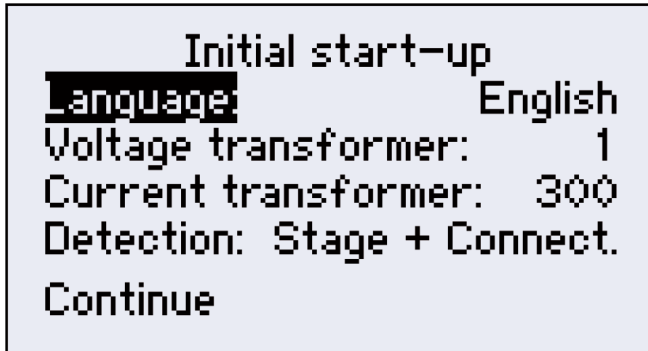 Initial start-up
Language: English
Voltage transformer: 1
Current transformer: 300
Detection: Stage + Connect.
Continue